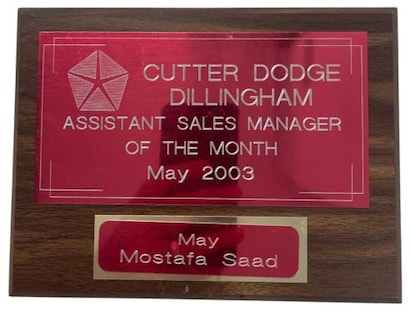 CUTTER DODGE
DILLINGHAM
ASSISTANT SALES MANAGER
OF THE MONTH
May 2003
May
Mostafa Saad